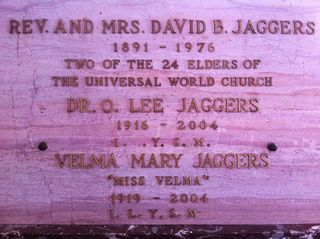 REV. AND MRS. DAVID B. JAGGERS
1891 - 1976
TWO OF THE 24 ELDERS OF
THE UNIVERSAL WORLD CHURCH
DR. O. LEE JAGGERS
1916 - 2004
I. Y. S. M.
VELMA MARY JAGGERS
"MISS VELMA"
1919 - 2004
I. L. Y. S. M